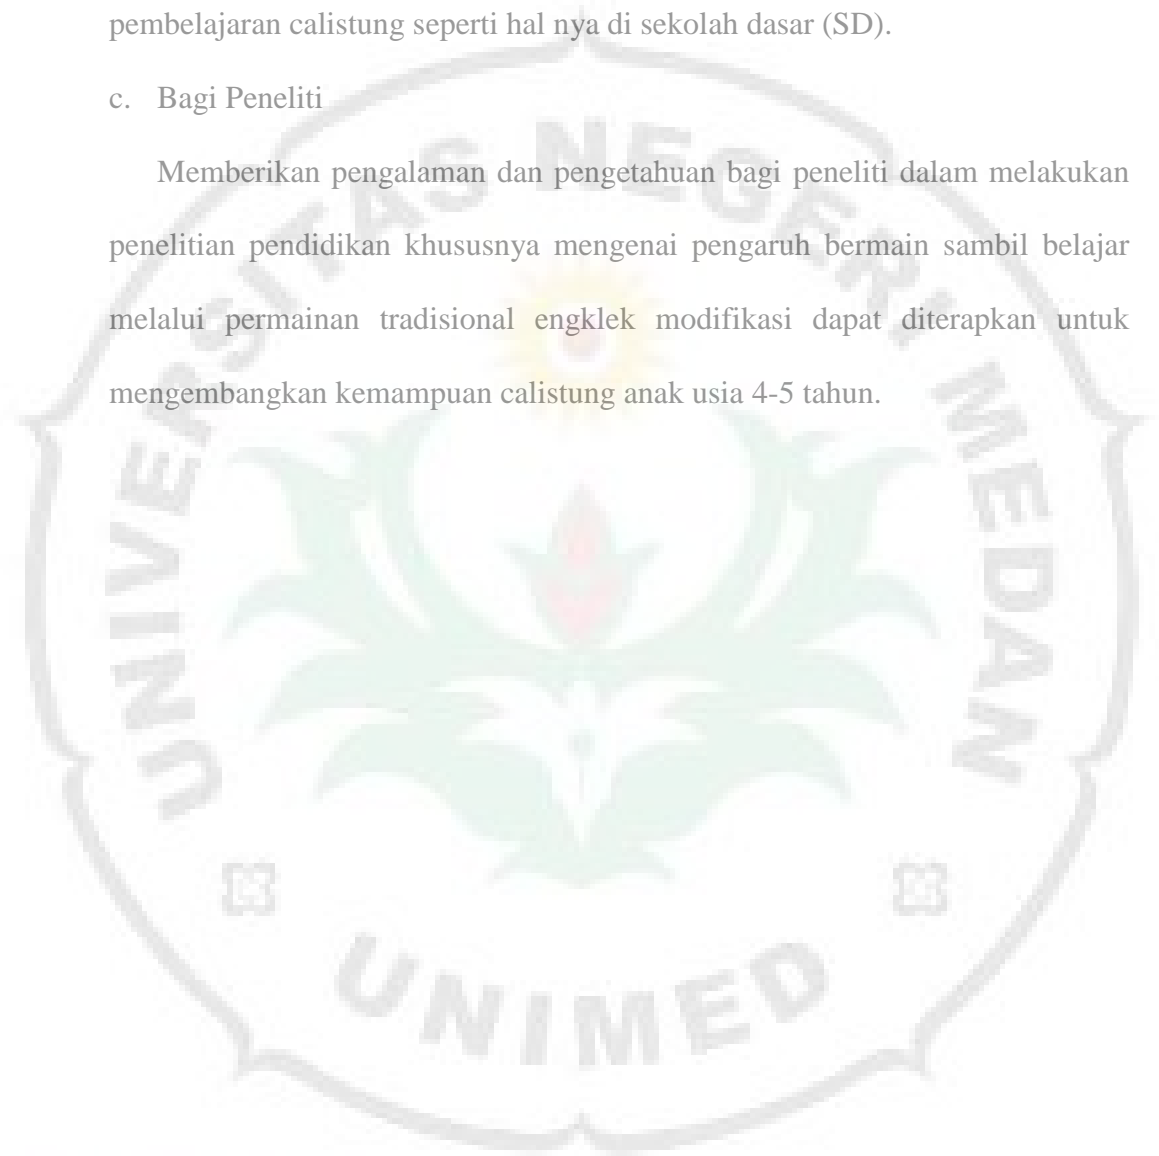 pembelajaran calistung seperti hal nya di sekolah dasar (SD).
c. Bagi Peneliti
Memberikan pengalaman dan pengetahuan bagi peneliti dalam melakukan
penelitian pendidikan khususnya mengenai pengaruh bermain sambil belajar
melalui permainan tradisional engklek modifikasi dapat diterapkan untuk
mengembangkan kemampuan calistung anak usia 4-5 tahun.
UNIVERSITAS NEGERI MEDAN
UNIMED